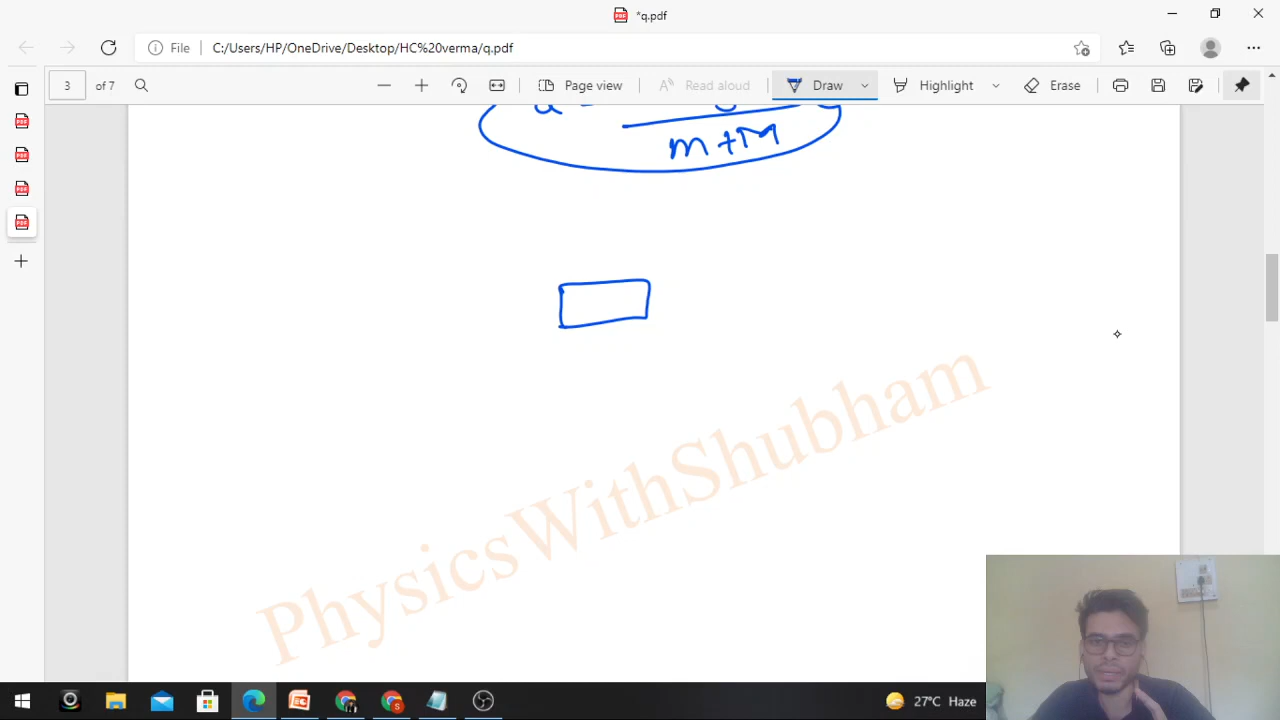 *q.pdf
File C:/Users/HP/OneDrive/Desktop/HC%20verma/q.pdf
3 of 7 Page view Read aloud Draw Highlight Erase
m+M
PhysicsWithShubham
27°C Haze